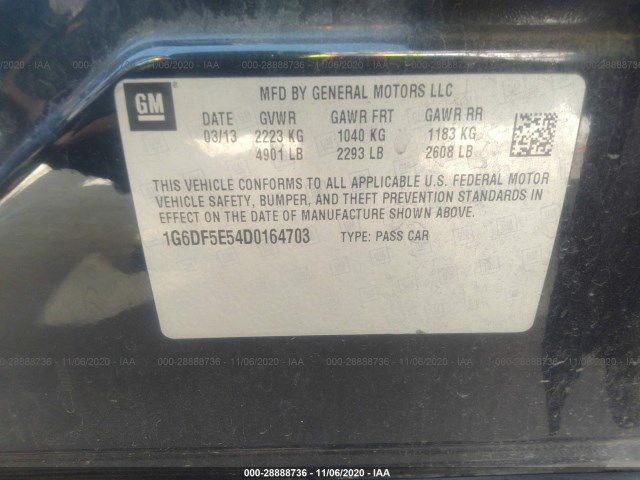 GM
MFD BY GENERAL MOTORS LLC
DATE GVWR GAWR FRT GAWR RR
03/13 2223 KG 1040 KG 1183 KG
4901 LB 2293 LB 2608 LB
THIS VEHICLE CONFORMS TO ALL APPLICABLE U.S. FEDERAL MOTOR
VEHICLE SAFETY, BUMPER, AND THEFT PREVENTION STANDARDS IN
EFFECT ON THE DATE OF MANUFACTURE SHOWN ABOVE.
1G6DF5E54D0164703 TYPE: PASS CAR
000-28888736 - 11/06/2020 - IAA